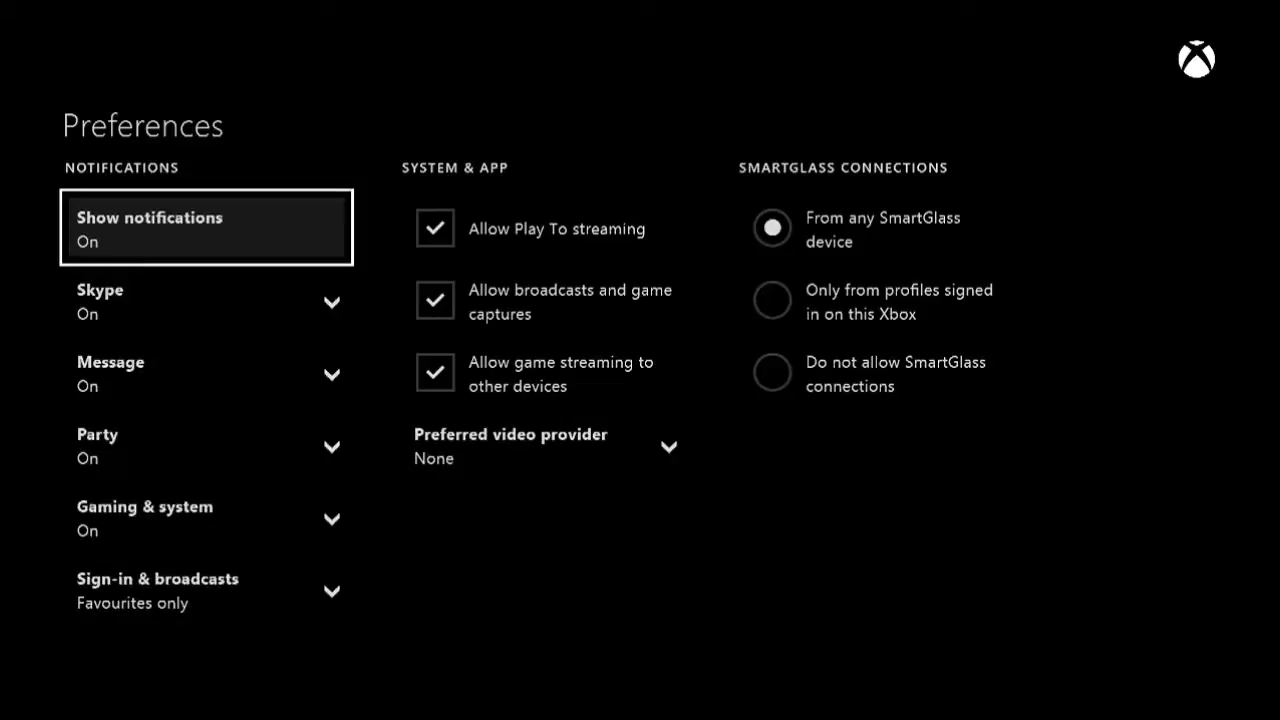 Preferences
NOTIFICATIONS
Show notifications
On
Skype
On
Message
On
Party
On
Gaming & system
On
Sign-in & broadcasts
Favourites only
SYSTEM & APP
Allow Play To streaming
Allow broadcasts and game
captures
Allow game streaming to
other devices
Preferred video provider
None
SMARTGLASS CONNECTIONS
From any SmartGlass
device
Only from profiles signed
in on this Xbox
Do not allow SmartGlass
connections